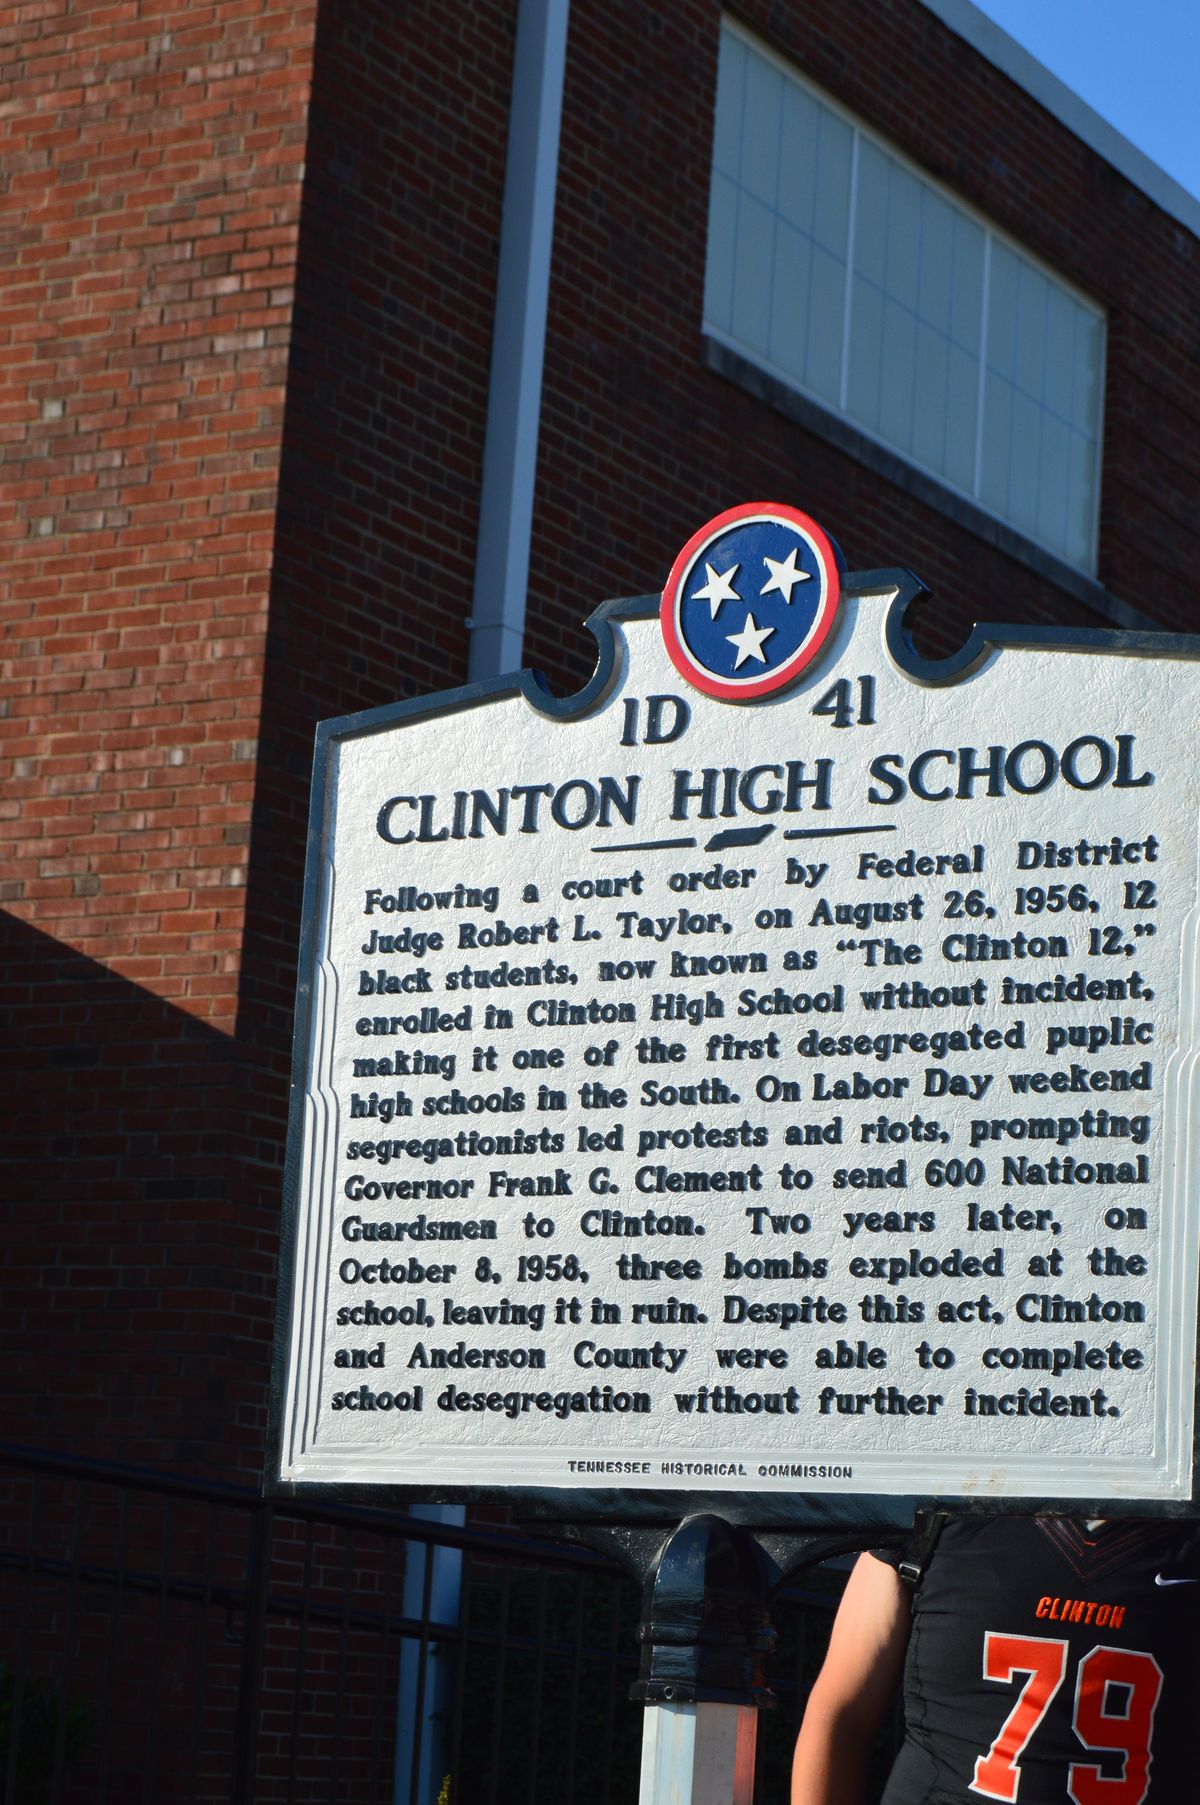 1D 41
CLINTON HIGH SCHOOL
Following a court order by Federal District
Judge Robert L. Taylor, on August 26, 1956, 12
black students, now known as “The Clinton 12,”
enrolled in Clinton High School without incident,
making it one of the first desegregated puplic
high schools in the South. On Labor Day weekend
segregationists led protests and riots, prompting
Governor Frank G. Clement to send 600 National
Guardsmen to Clinton. Two years later, on
October 8, 1958, three bombs exploded at the
school, leaving it in ruin. Despite this act, Clinton
and Anderson County were able to complete
school desegregation without further incident.
TENNESSEE HISTORICAL COMMISSION
CLINTON
79